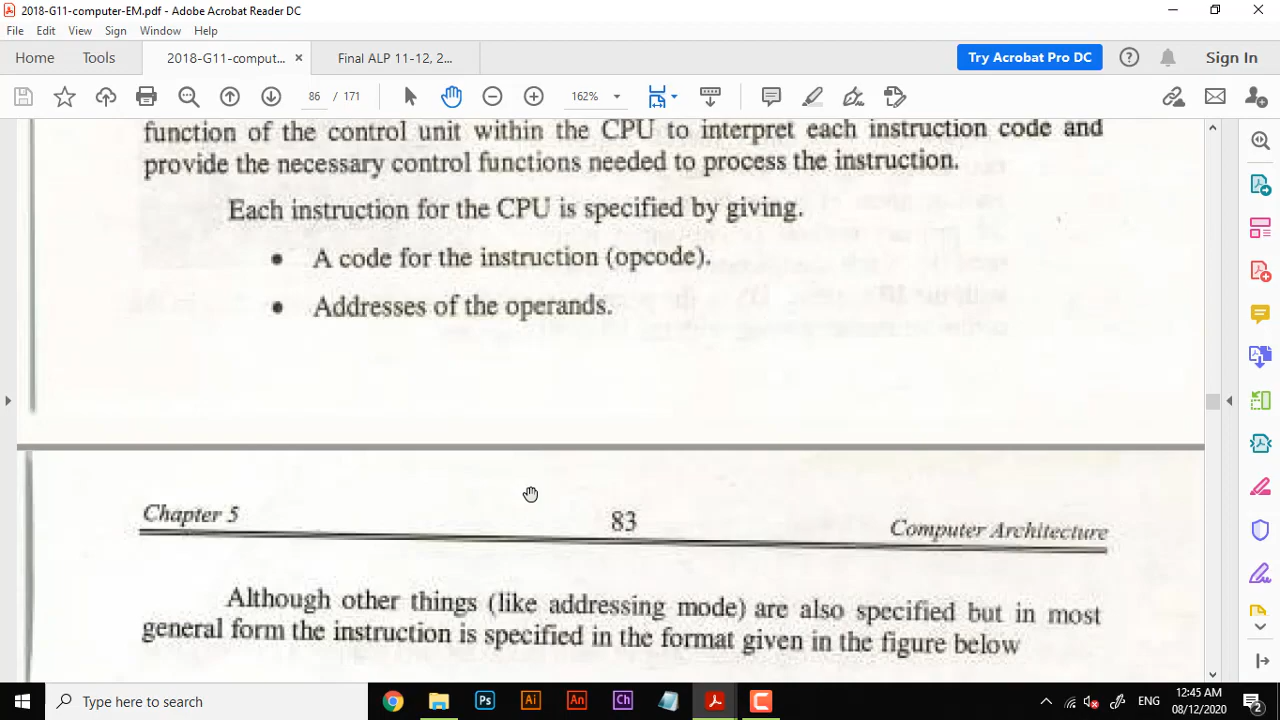 2018-G11-computer-EM.pdf - Adobe Acrobat Reader DC
File Edit View Sign Window Help
Home Tools 2018-G11-comput... × Final ALP 11-12, 2... Try Acrobat Pro DC Sign In
86 / 171 162%
function of the control unit within the CPU to interpret each instruction code and
provide the necessary control functions needed to process the instruction.
Each instruction for the CPU is specified by giving.
• A code for the instruction (opcode).
• Addresses of the operands.
Chapter 5 83 Computer Architecture
Although other things (like addressing mode) are also specified but in most
general form the instruction is specified in the format given in the figure below
Type here to search Ps Ai An Ch ENG 12:45 AM
08/12/2020 2